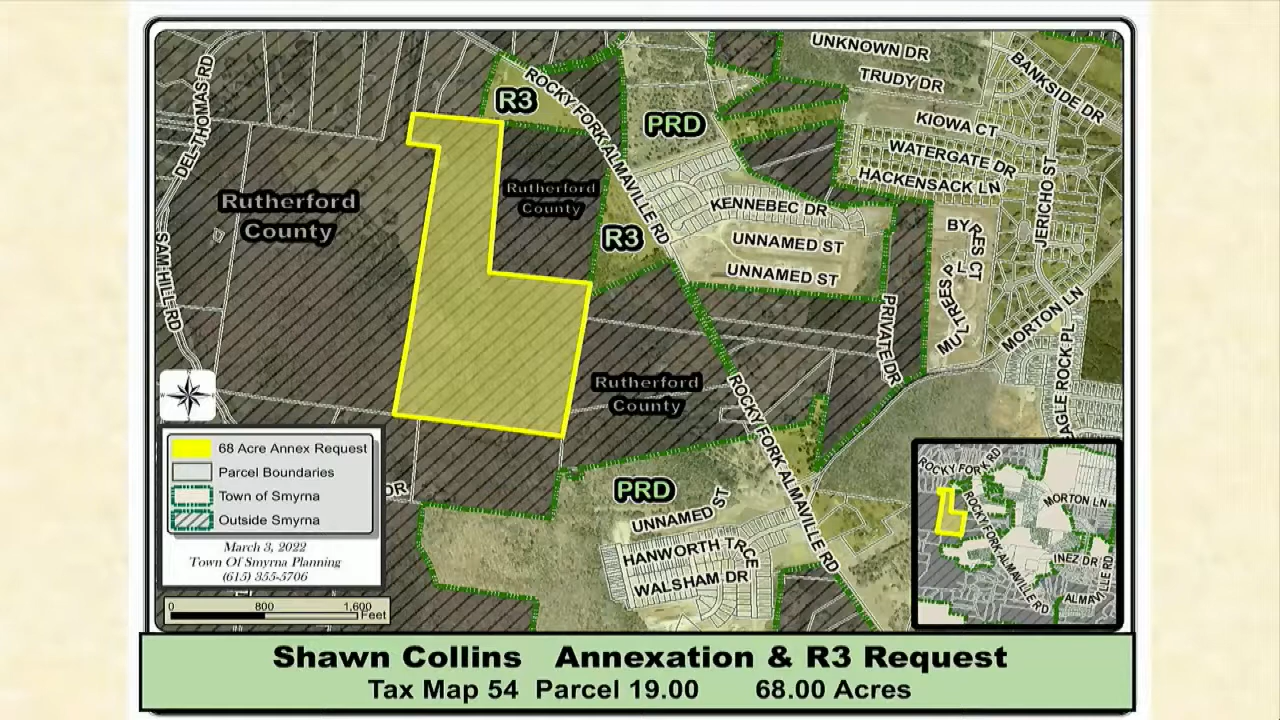 UNKNOWN DR
TRUDY DR
BANKSIDE DR
DEL THOMAS RD
R3
ROCKY FORK ALMAVILLE RD
PRD
KIOWA CT
WATERGATE DR
HACKENSACK LN
JERICHO ST
Rutherford
County
Rutherford
County
KENNEBEC DR
R3
UNNAMED ST
UNNAMED ST
BYRLES CT
MULTRES PL
SAM HILL RD
PRIVATE DR
MORTON LN
EAGLE ROCK PL
Rutherford
County
ROCKY FORK ALMAVILLE RD
68 Acre Annex Request
Parcel Boundaries
Town of Smyrna
Outside Smyrna
DR
PRD
UNNAMED ST
HANWORTH TRCE
WALSHAM DR
March 3, 2022
Town Of Smyrna Planning
(615) 355-5706
0 800 1,600
Feet
ROCKY FORK RD
MORTON LN
ROCKY FORK ALMAVILLE RD
INEZ DR
ALMAVILLE RD
Shawn Collins Annexation & R3 Request
Tax Map 54 Parcel 19.00 68.00 Acres